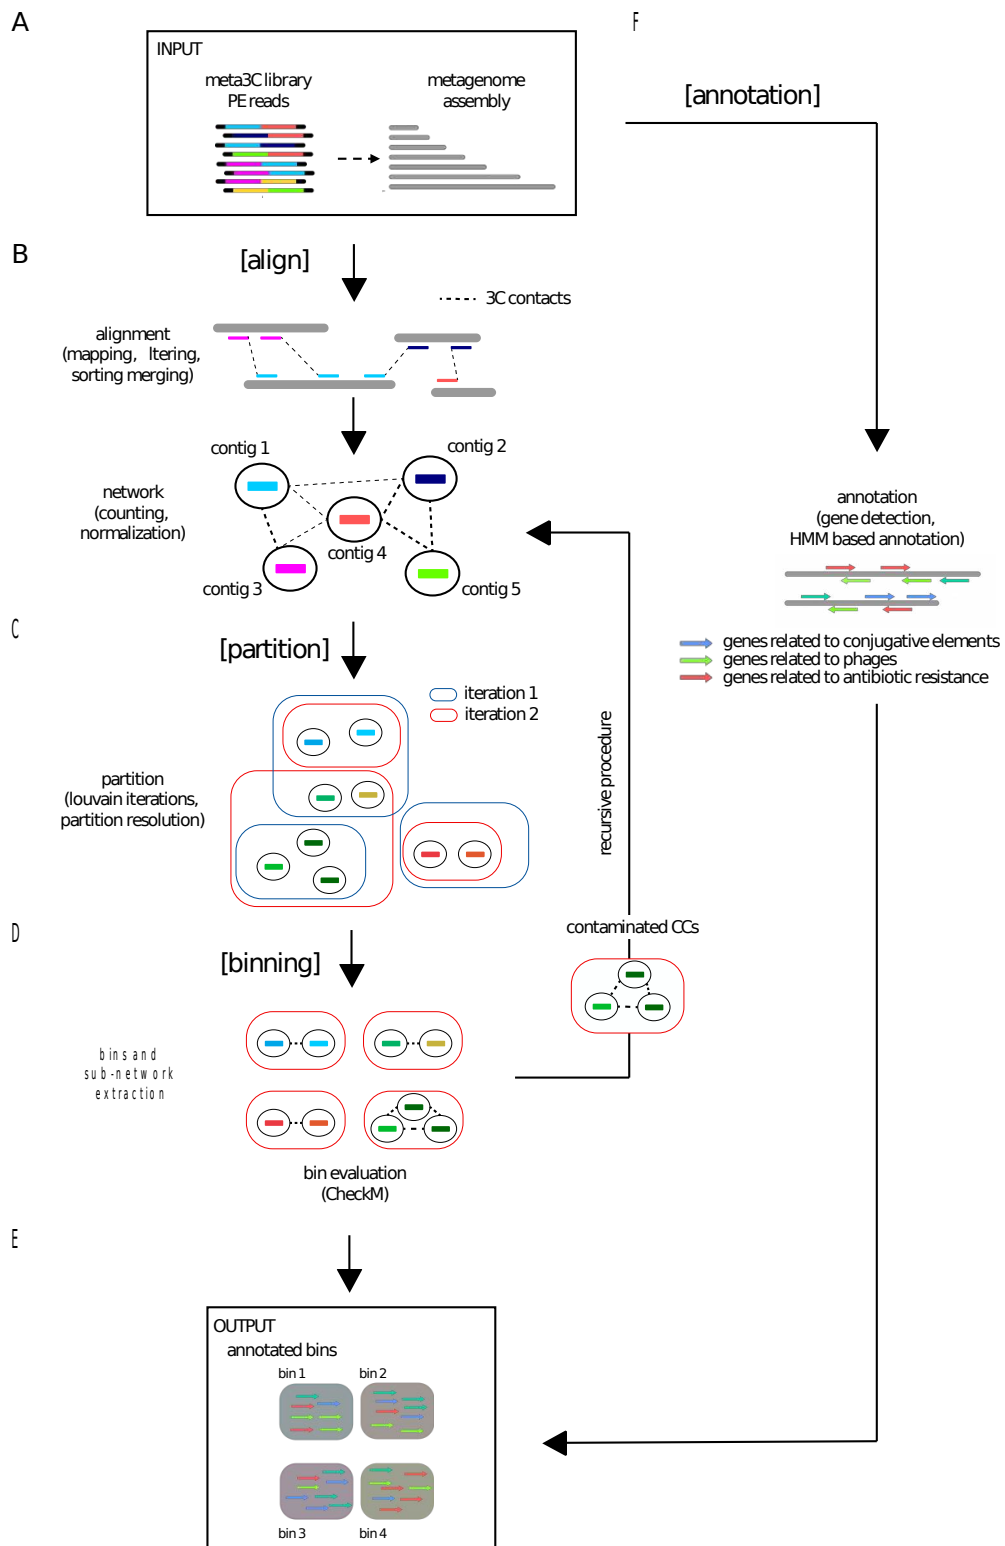 A
F
INPUT
meta3C library
PE reads
metagenome
assembly
[annotation]
B
[align]
3C contacts
alignment
(mapping, ltering,
sorting merging)
contig 1
contig 2
network
(counting,
normalization)
contig 4
contig 3
contig 5
annotation
(gene detection,
HMM based annotation)
genes related to conjugative elements
genes related to phages
genes related to antibiotic resistance
C
[partition]
iteration 1
iteration 2
partition
(louvain iterations,
partition resolution)
recursive procedure
D
[binning]
contaminated CCs
bins and
sub-network
extraction
bin evaluation
(CheckM)
E
OUTPUT
annotated bins
bin 1
bin 2
bin 3
bin 4